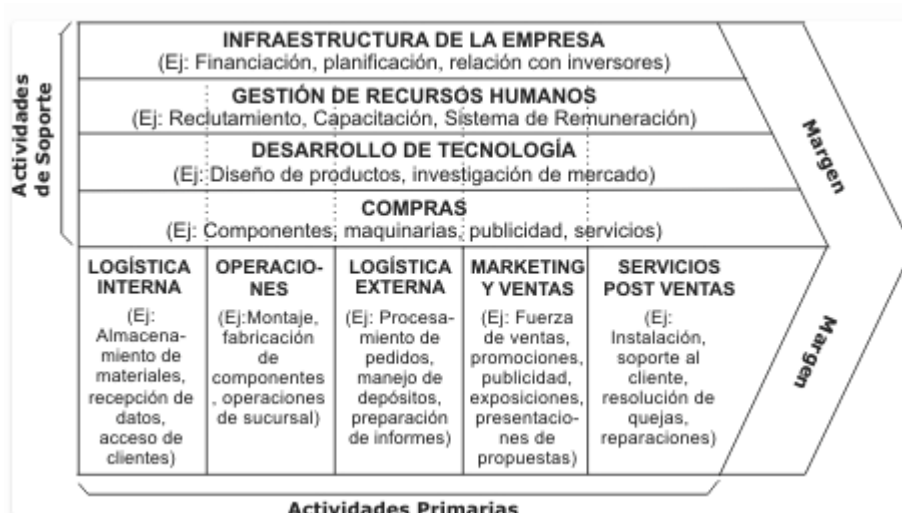 Actividades
de Soporte
INFRAESTRUCTURA DE LA EMPRESA
(Ej: Financiación, planificación, relación con inversores)
GESTIÓN DE RECURSOS HUMANOS
(Ej: Reclutamiento, Capacitación, Sistema de Remuneración)
DESARROLLO DE TECNOLOGÍA
(Ej: Diseño de productos, investigación de mercado)
COMPRAS
(Ej: Componentes, maquinarias, publicidad, servicios)
LOGÍSTICA
INTERNA
(Ej:
Almacena-
miento de
materiales,
recepción de
datos,
acceso de
clientes)
OPERACIO-
NES
(Ej:Montaje,
fabricación
de
componentes
, operaciones
de sucursal)
LOGÍSTICA
EXTERNA
(Ej: Procesa-
miento de
pedidos,
manejo de
depósitos,
preparación
de informes)
MARKETING
Y VENTAS
(Ej: Fuerza
de ventas,
promociones,
publicidad,
exposiciones,
presentacio-
nes de
propuestas)
SERVICIOS
POST VENTAS
(Ej:
Instalación,
soporte al
cliente,
resolución de
quejas,
reparaciones)
Margen
Margen
Actividades Primarias